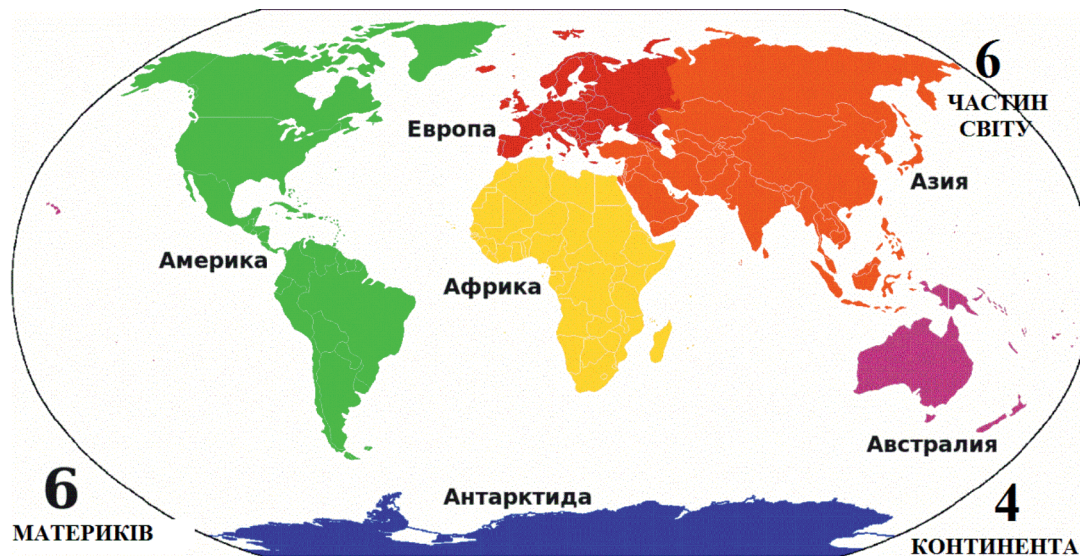 6
ЧАСТИН
СВІТУ
Европа
Азия
Америка
Африка
Австралия
Антарктида
6
МАТЕРИКІВ
4
КОНТИНЕНТА